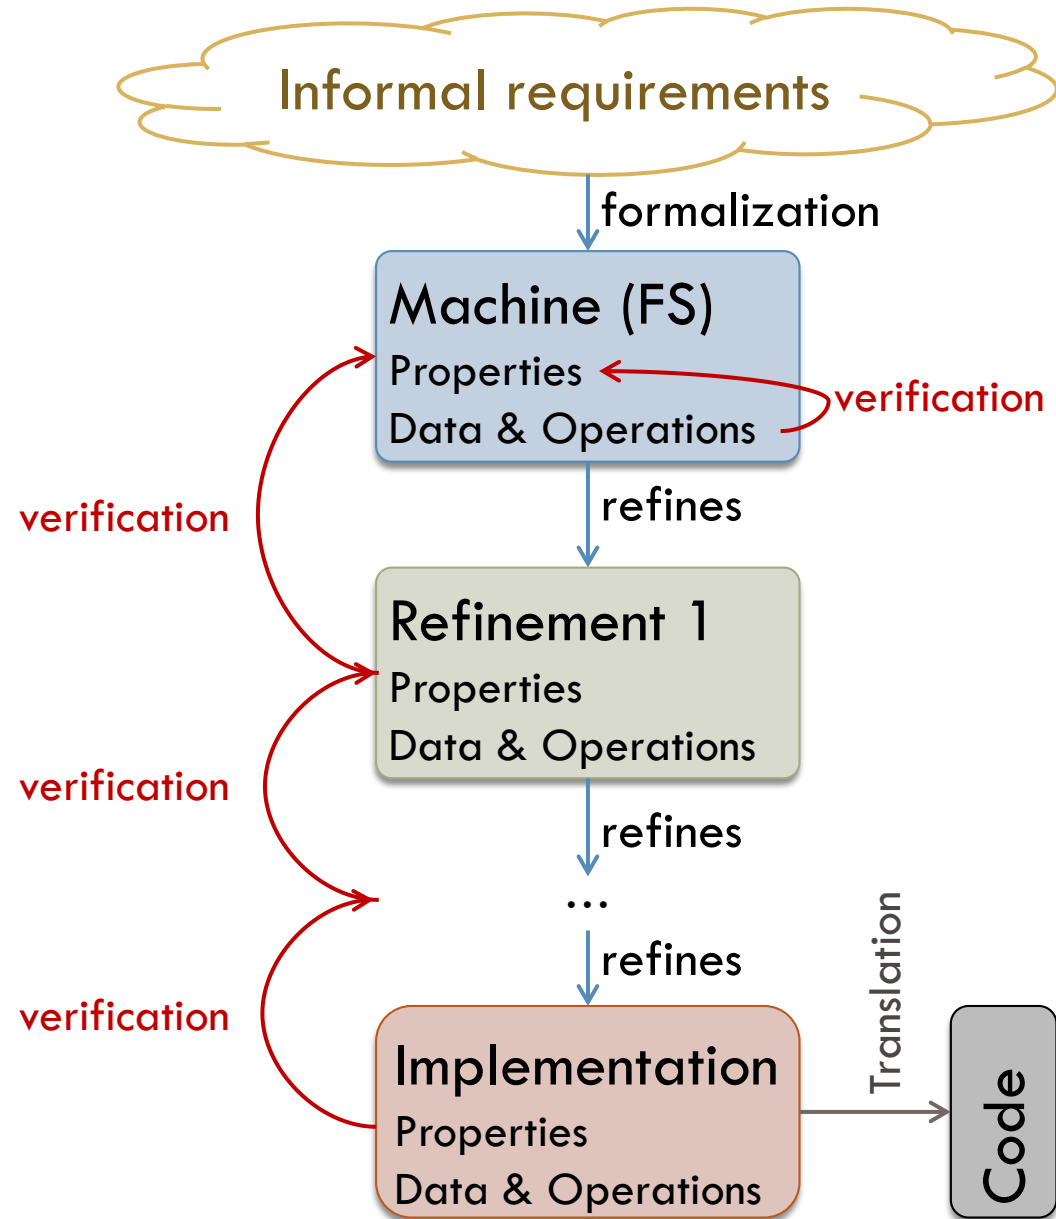 Informal requirements
formalization
Machine (FS)
Properties
verification
Data & Operations
refines
verification
Refinement 1
Properties
Data & Operations
verification
refines
...
refines
Translation
verification
Implementation
Properties
Data & Operations
Code